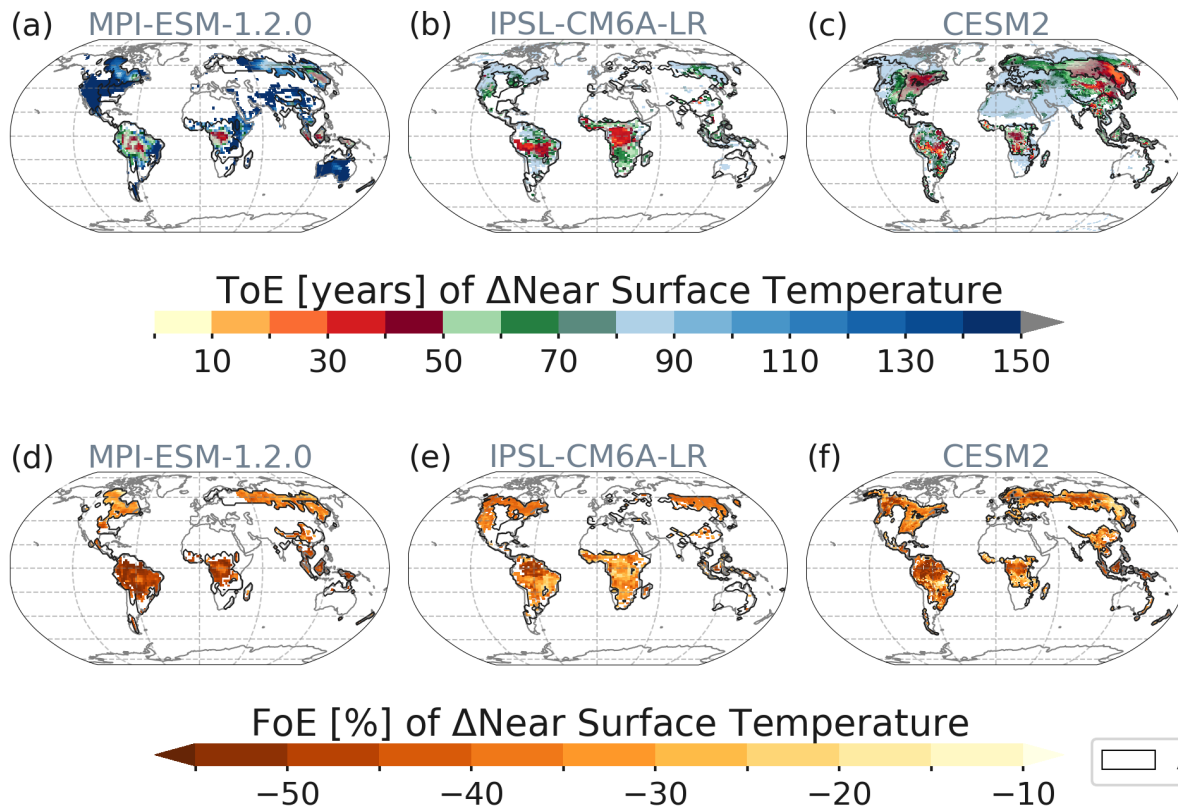 (a) MPI-ESM-1.2.0
(b) IPSL-CM6A-LR
(c) CESM2
ToE [years] of ΔNear Surface Temperature
10 30 50 70 90 110 130 150
(d) MPI-ESM-1.2.0
(e) IPSL-CM6A-LR
(f) CESM2
FoE [%] of ΔNear Surface Temperature
−50 −40 −30 −20 −10